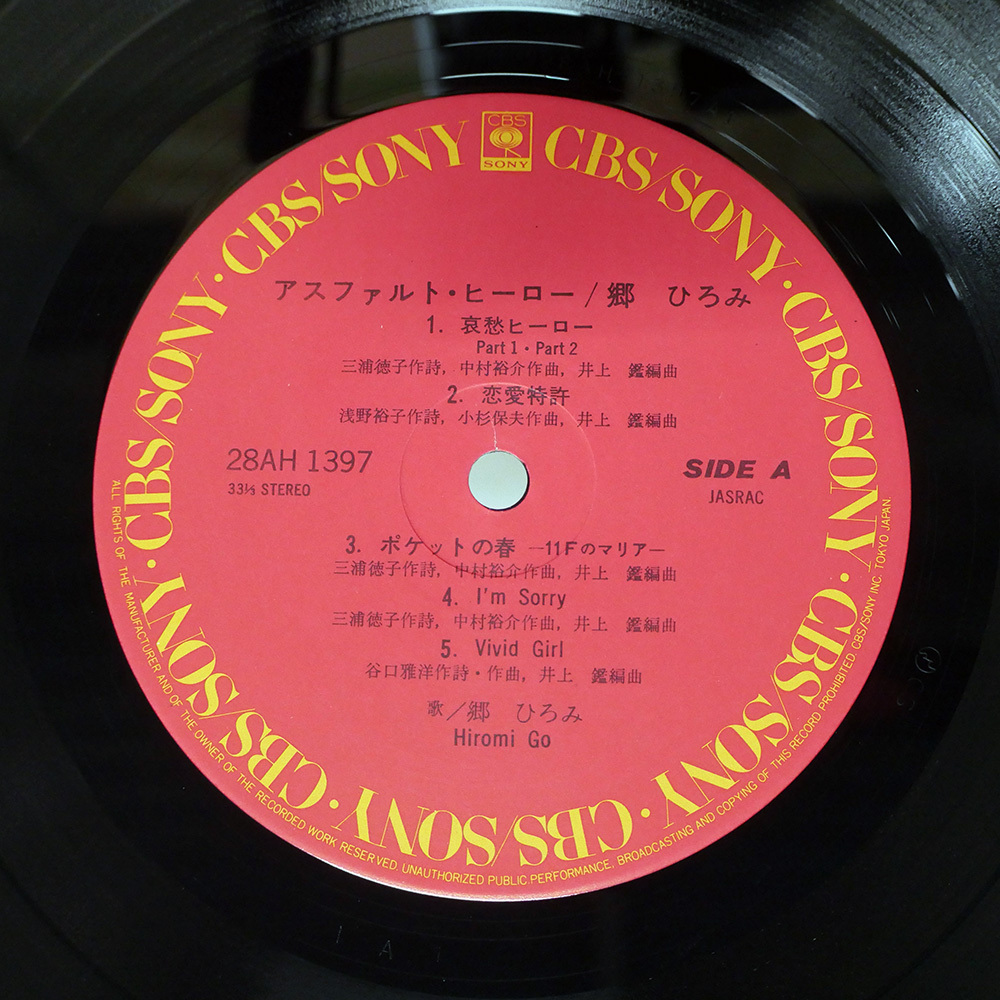 CBS
SONY
CBS/SONY · CBS/SONY · CBS/SONY · CBS/SONY · CBS/SONY · CBS/SONY · CBS/SONY · CBS/SONY
アスファルト・ヒーロー／郷　ひろみ
1. 哀愁ヒーロー
Part 1・Part 2
三浦徳子作詩, 中村裕介作曲, 井上　鑑編曲
2. 恋愛特許
浅野裕子作詩, 小杉保夫作曲, 井上　鑑編曲
28AH 1397
SIDE A
33⅓ STEREO
JASRAC
3. ポケットの春 —11Fのマリア—
三浦徳子作詩, 中村裕介作曲, 井上　鑑編曲
4. I'm Sorry
三浦徳子作詩, 中村裕介作曲, 井上　鑑編曲
5. Vivid Girl
谷口雅洋作詩・作曲, 井上　鑑編曲
歌／郷　ひろみ
Hiromi Go
ALL RIGHTS OF THE MANUFACTURER AND OF THE OWNER OF THE RECORDED WORK RESERVED. UNAUTHORIZED PUBLIC PERFORMANCE, BROADCASTING AND COPYING OF THIS RECORD PROHIBITED. CBS/SONY INC. TOKYO JAPAN.
1 A 1